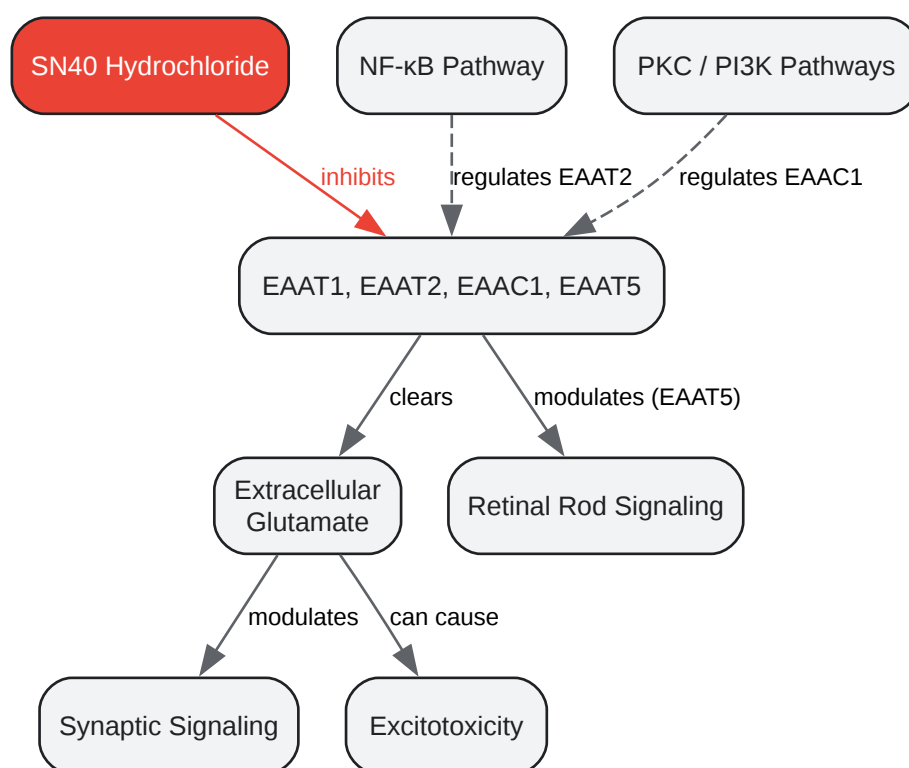 SN40 Hydrochloride
NF-κB Pathway
PKC / PI3K Pathways
inhibits
regulates EAAT2
regulates EAAC1
EAAT1, EAAT2, EAAC1, EAAT5
clears
modulates (EAAT5)
Extracellular
Glutamate
Retinal Rod Signaling
modulates
can cause
Synaptic Signaling
Excitotoxicity